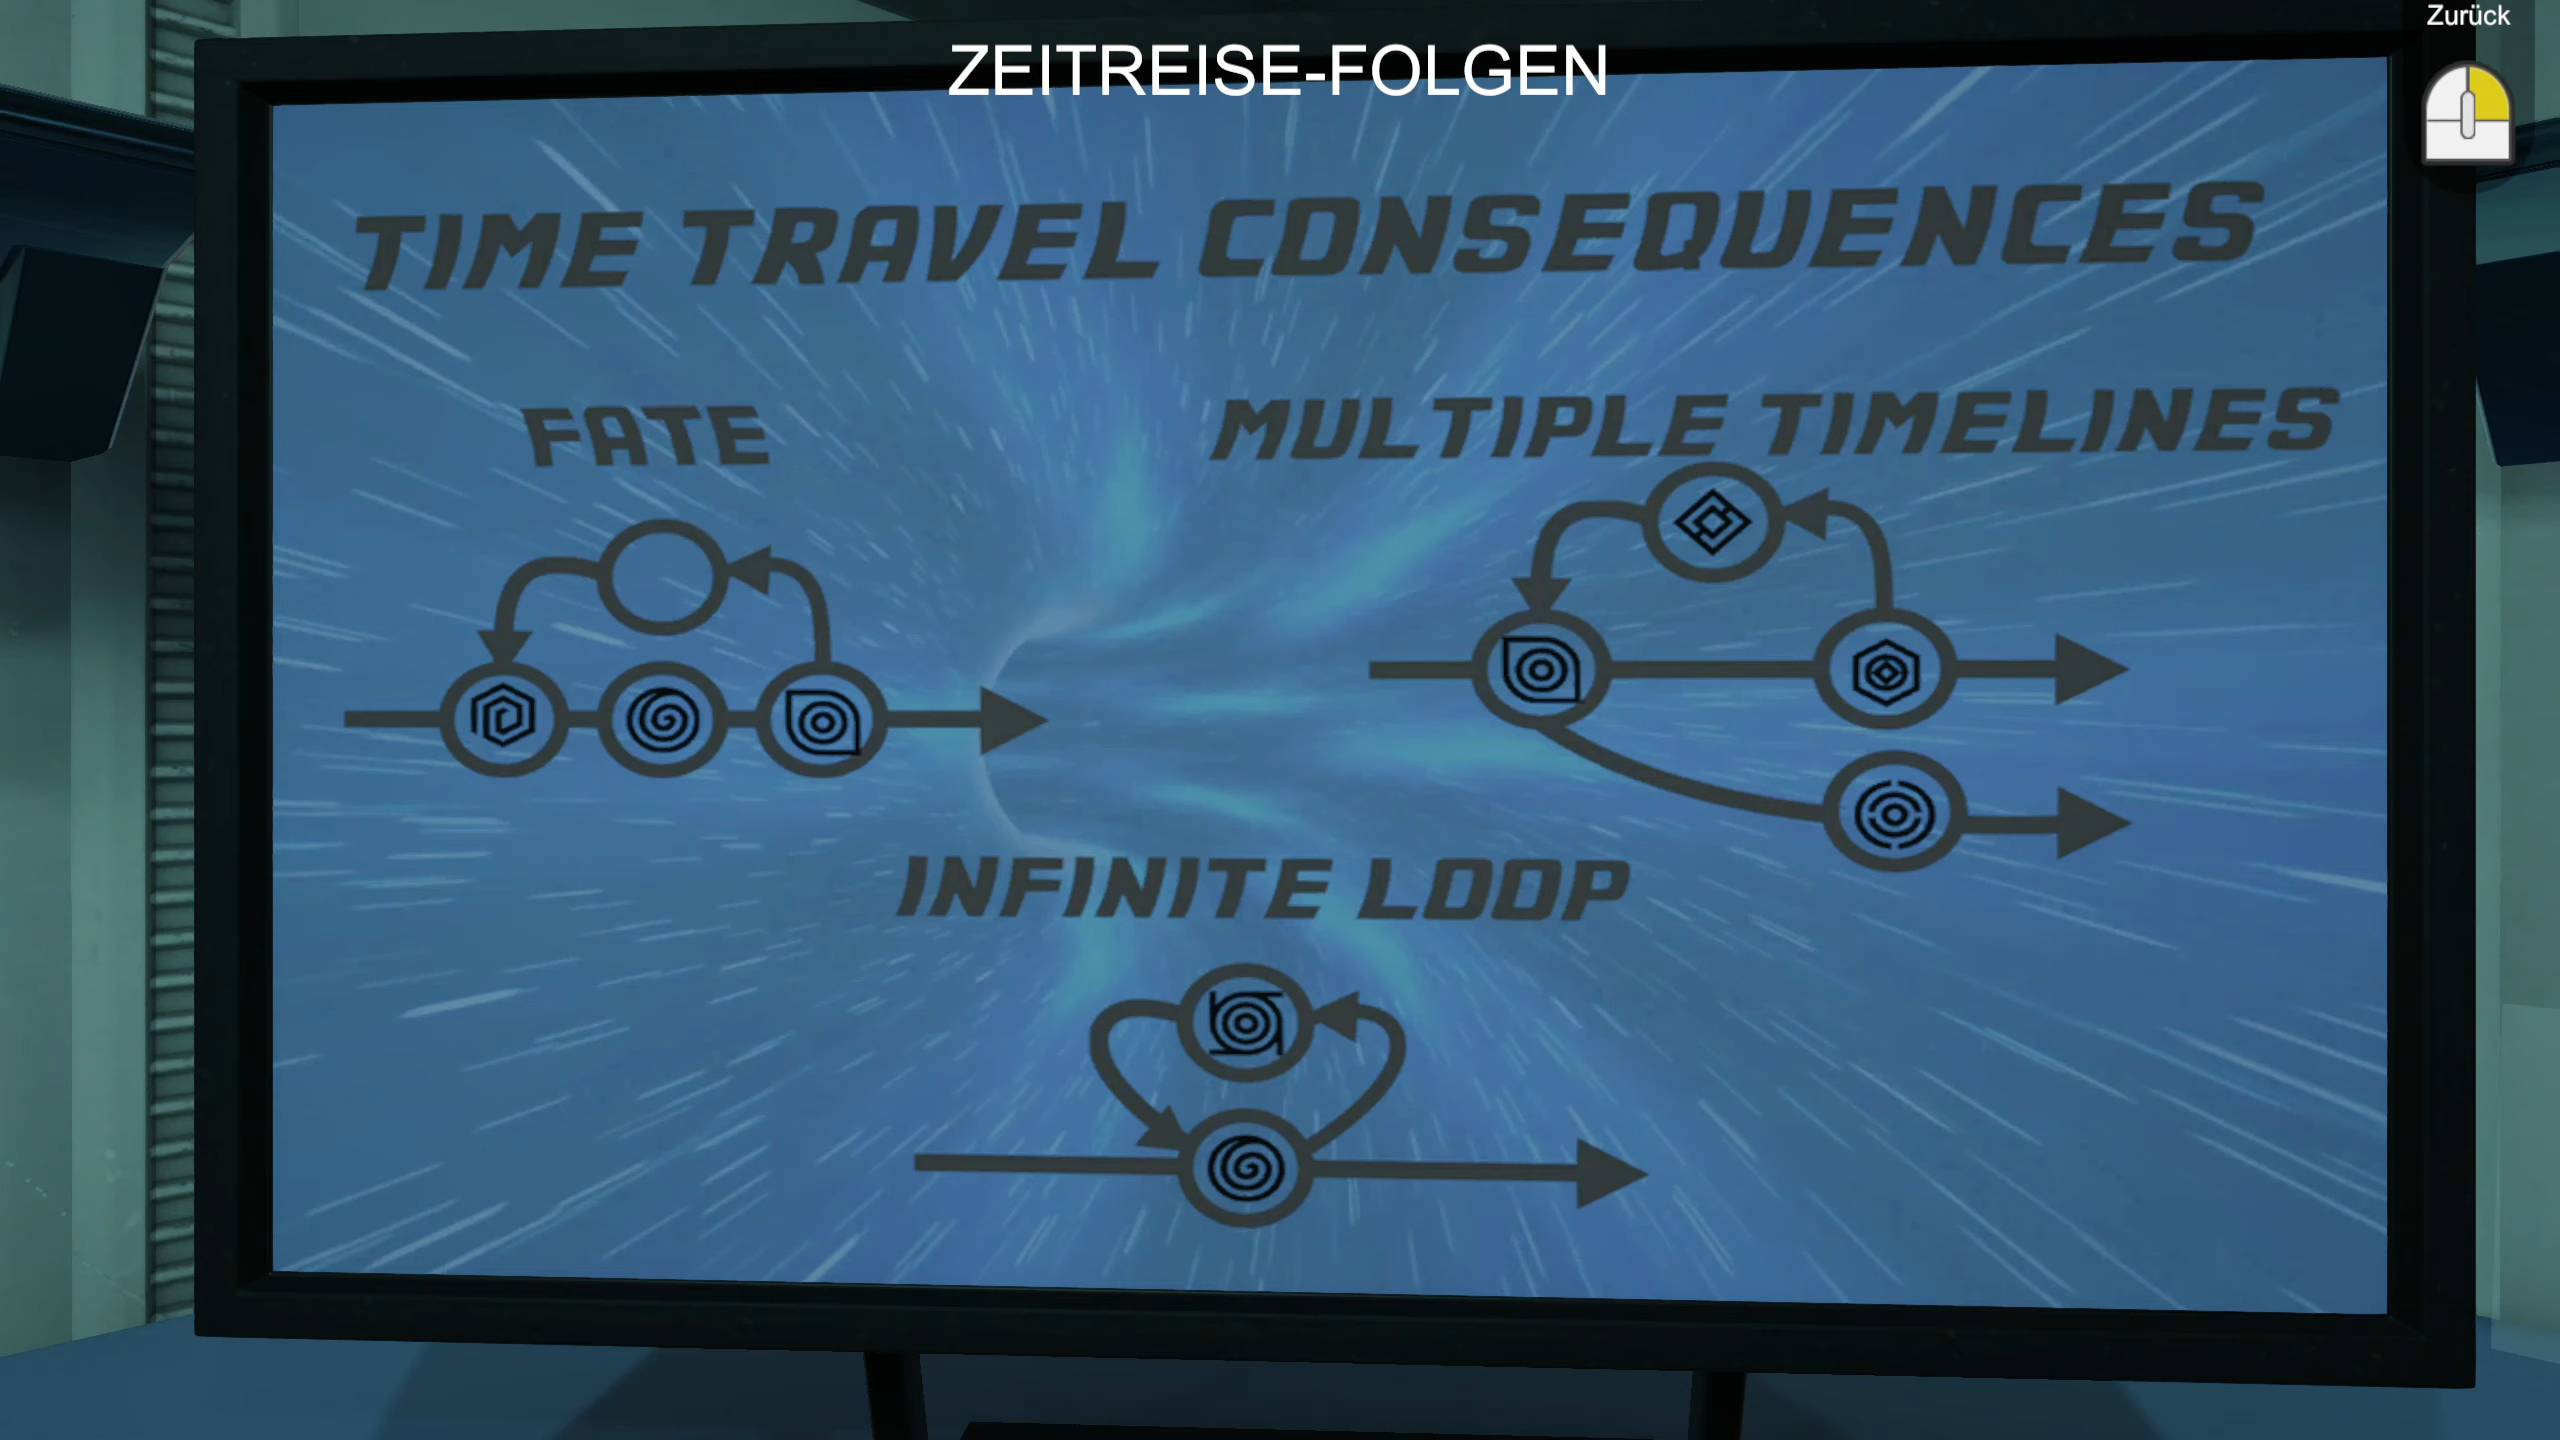 Zurück
ZEITREISE-FOLGEN
TIME TRAVEL CONSEQUENCES
FATE
MULTIPLE TIMELINES
INFINITE LOOP